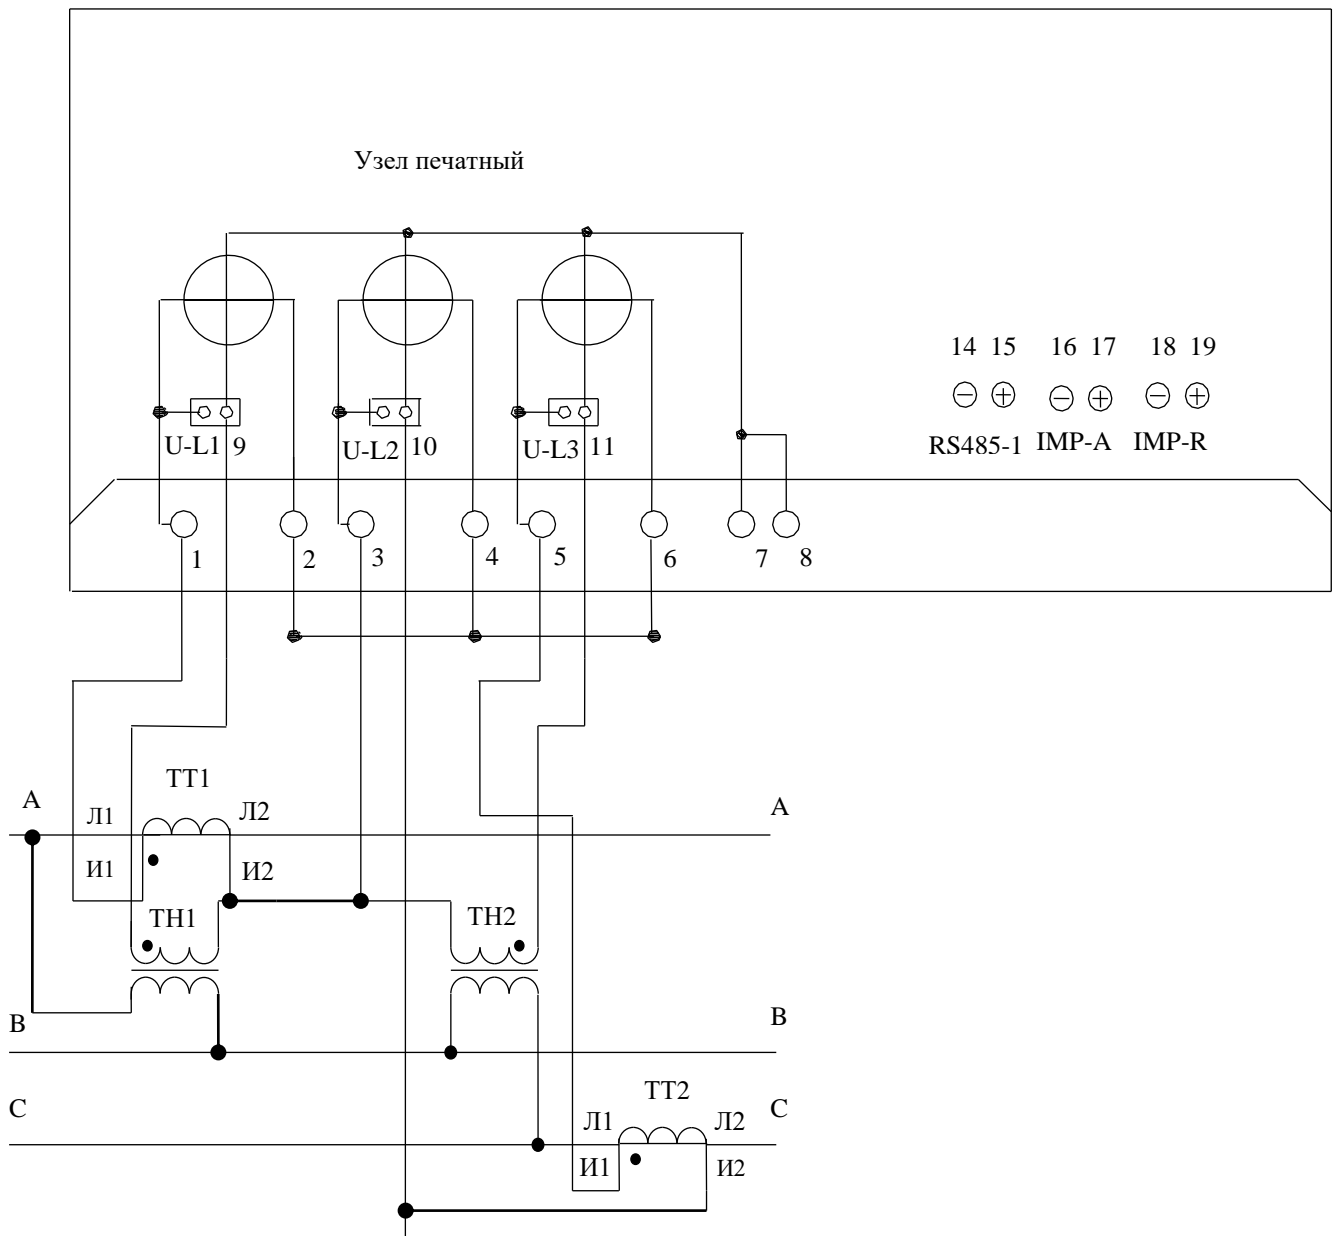 Узел печатный
14 15 16 17 18 19
RS485-1 IMP-A IMP-R
U-L1 9 U-L2 10 U-L3 11
1 2 3 4 5 6 7 8
ТТ1
А Л1 Л2 А
И1 И2
ТН1 ТН2
В В
ТТ2
С Л1 Л2 С
И1 И2